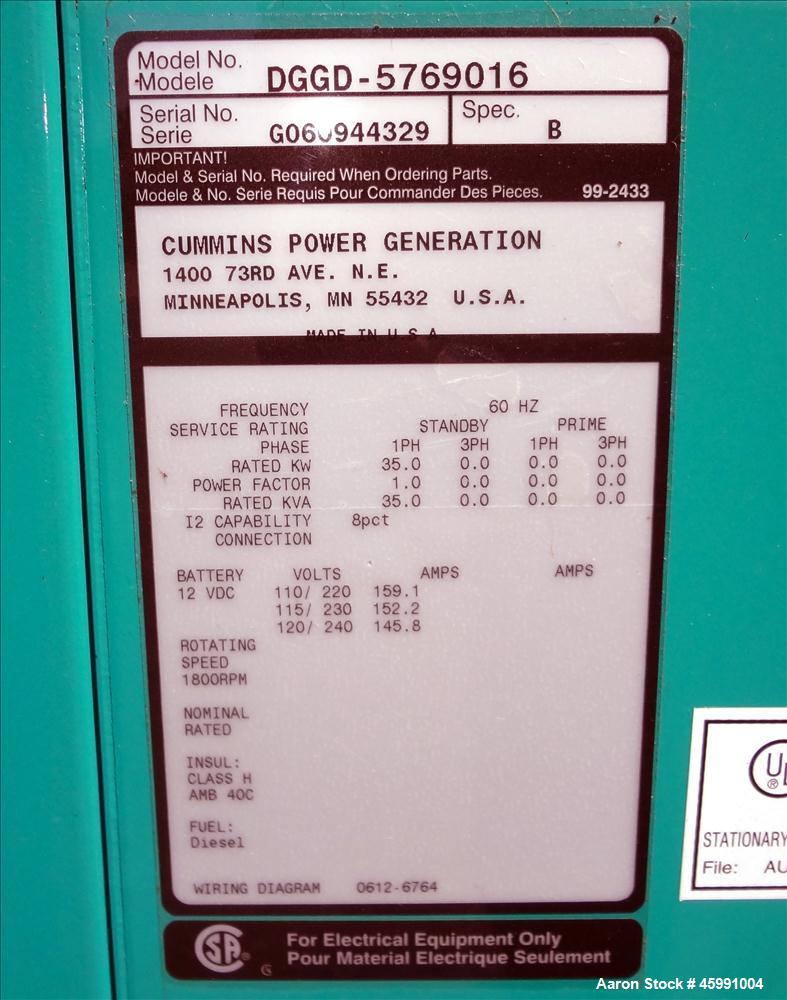 Model No.
Modele DGGD-5769016
Serial No.
Serie G060944329
Spec. B
IMPORTANT!
Model & Serial No. Required When Ordering Parts.
Modele & No. Serie Requis Pour Commander Des Pieces. 99-2433
CUMMINS POWER GENERATION
1400 73RD AVE. N.E.
MINNEAPOLIS, MN 55432 U.S.A.
MADE IN U S A
FREQUENCY 60 HZ
SERVICE RATING STANDBY PRIME
PHASE 1PH 3PH 1PH 3PH
RATED KW 35.0 0.0 0.0 0.0
POWER FACTOR 1.0 0.0 0.0 0.0
RATED KVA 35.0 0.0 0.0 0.0
I2 CAPABILITY 8pct
CONNECTION
BATTERY VOLTS AMPS AMPS
12 VDC 110/ 220 159.1
115/ 230 152.2
120/ 240 145.8
ROTATING
SPEED
1800RPM
NOMINAL
RATED
INSUL:
CLASS H
AMB 40C
FUEL:
Diesel
WIRING DIAGRAM 0612-6764
SA ®
For Electrical Equipment Only
Pour Material Electrique Seulement
UL ®
STATIONARY
File: AU
Aaron Stock # 45991004